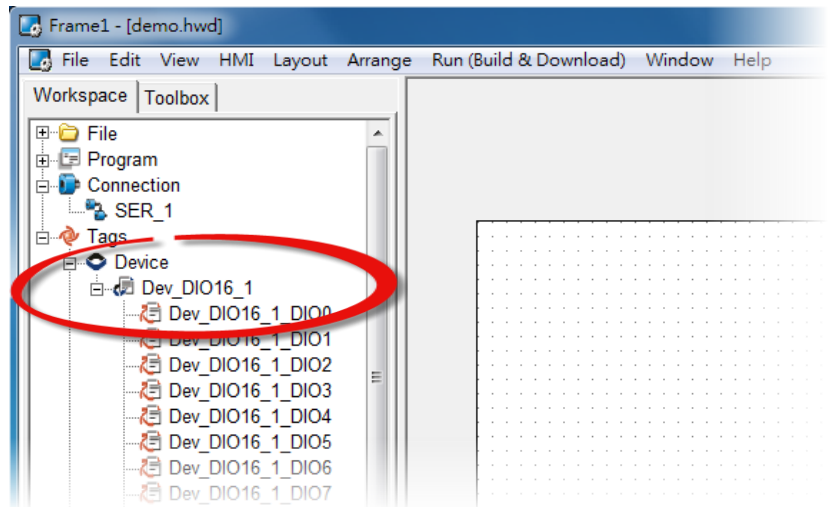 Frame1 - [demo.hwd]
File Edit View HMI Layout Arrange Run (Build & Download) Window Help
Workspace Toolbox
File
Program
Connection
SER_1
Tags
Device
Dev_DIO16_1
Dev_DIO16_1_DIO0
Dev_DIO16_1_DIO1
Dev_DIO16_1_DIO2
Dev_DIO16_1_DIO3
Dev_DIO16_1_DIO4
Dev_DIO16_1_DIO5
Dev_DIO16_1_DIO6
Dev_DIO16_1_DIO7